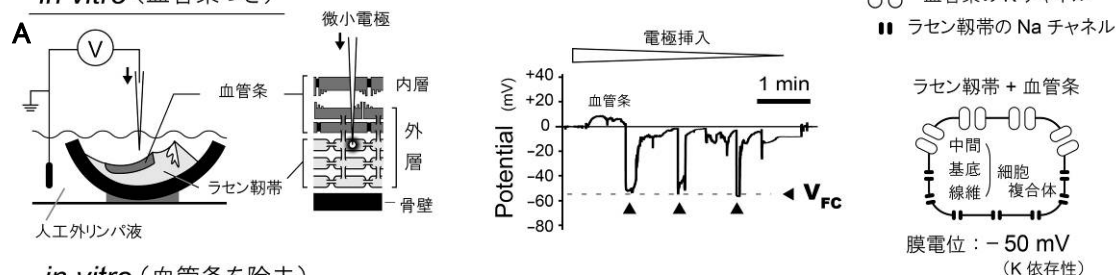 in vitro (血管条つき)
A
V
血管条
ラセン靱帯
人工外リンパ液
微小電極
内層
外
層
骨壁
電極挿入
1 min
血管条
Potential (mV)
+40
+20
0
−20
−40
−60
−80
V_FC
血管条の K チャネル
ラセン靱帯の Na チャネル
ラセン靱帯 + 血管条
中間
基底
線維
細胞
複合体
膜電位：− 50 mV
（K 依存性）
in vitro (血管条を除去)